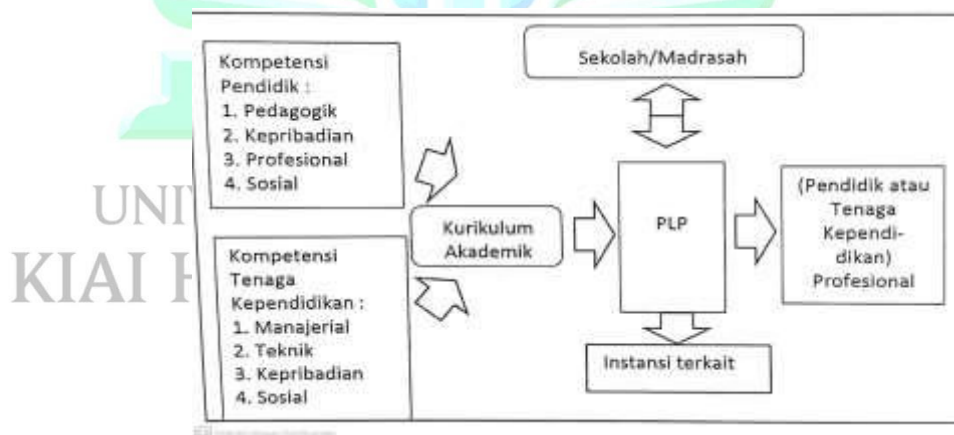 Kompetensi
Pendidik :
1. Pedagogik
2. Kepribadian
3. Profesional
4. Sosial
Kompetensi
Tenaga
Kependidikan :
1. Manajerial
2. Teknik
3. Kepribadian
4. Sosial
Kurikulum
Akademik
Sekolah/Madrasah
PLP
Instansi terkait
(Pendidik atau
Tenaga
Kependi-
dikan)
Profesional
UNI
KIAI H